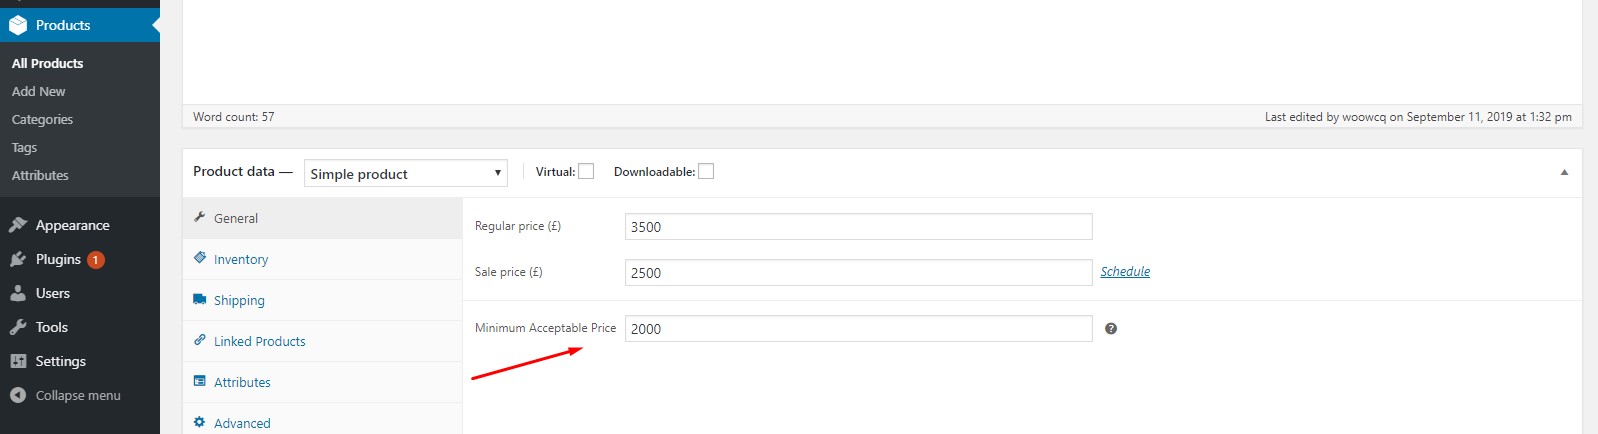 Products
All Products
Add New
Categories
Tags
Attributes
Appearance
Plugins 1
Users
Tools
Settings
Collapse menu
Word count: 57
Last edited by woowcq on September 11, 2019 at 1:32 pm
Product data — Simple product Virtual: Downloadable:
General
Inventory
Shipping
Linked Products
Attributes
Advanced
Regular price (£) 3500
Sale price (£) 2500 Schedule
Minimum Acceptable Price 2000 ?